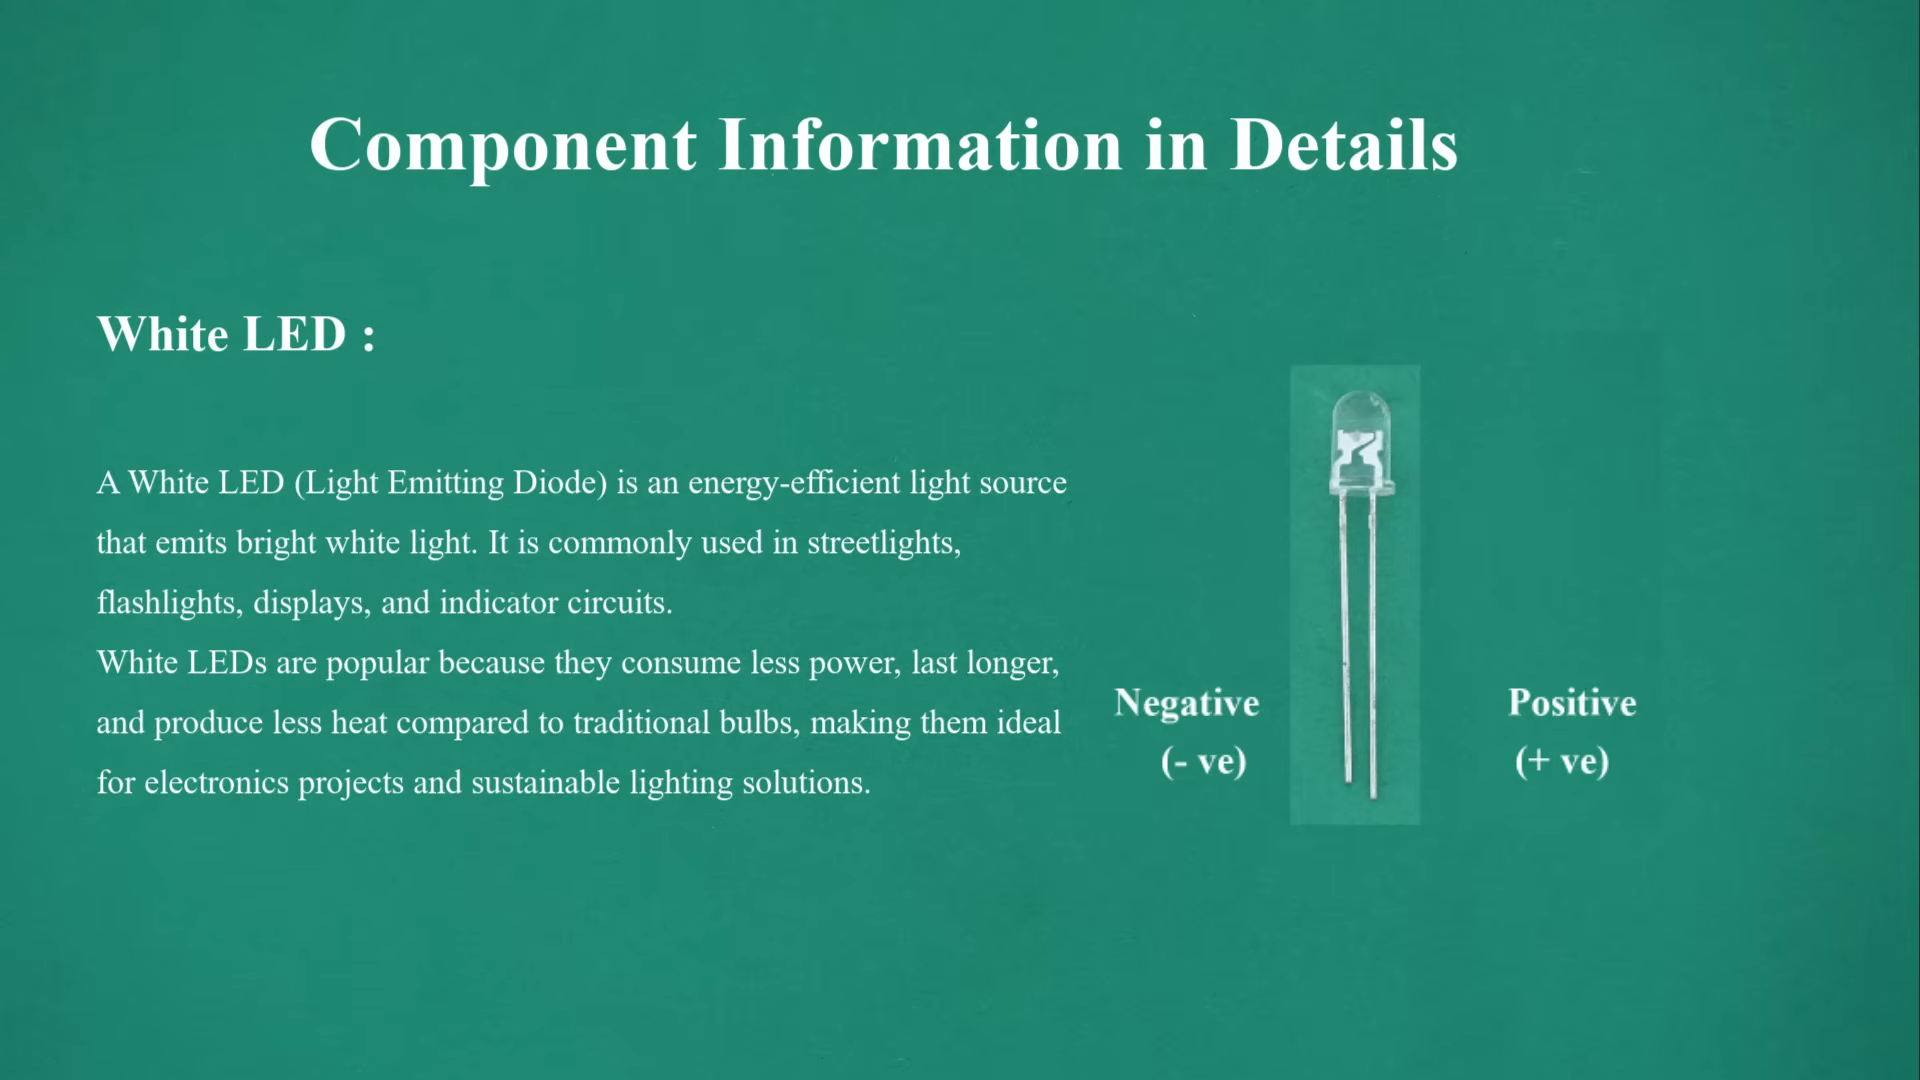 Component Information in Details
White LED :
A White LED (Light Emitting Diode) is an energy-efficient light source
that emits bright white light. It is commonly used in streetlights,
flashlights, displays, and indicator circuits.
White LEDs are popular because they consume less power, last longer,
and produce less heat compared to traditional bulbs, making them ideal
for electronics projects and sustainable lighting solutions.
Negative
(- ve)
Positive
(+ ve)